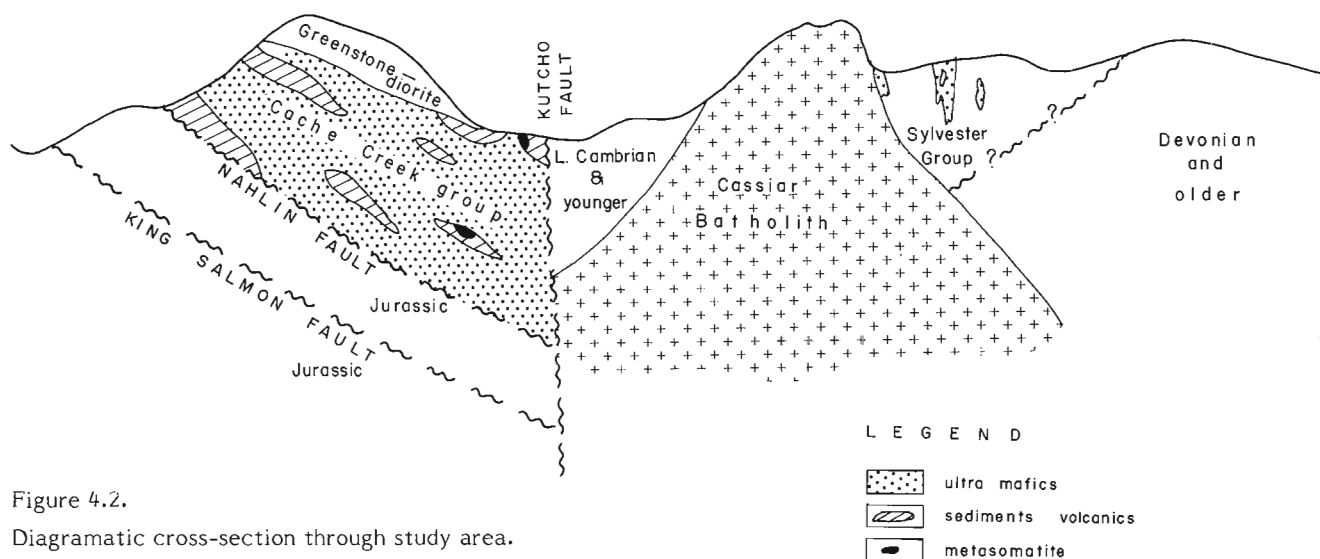 Greenstone –
diorite
Cache Creek group
KUTCHO
FAULT
L. Cambrian
&
younger
Cassiar
Batholith
Sylvester
Group
?
?
Devonian
and
older
NAHLIN FAULT
Jurassic
KING SALMON FAULT
Jurassic
LEGEND
ultra mafics
sediments volcanics
metasomatite
Figure 4.2.
Diagramatic cross-section through study area.